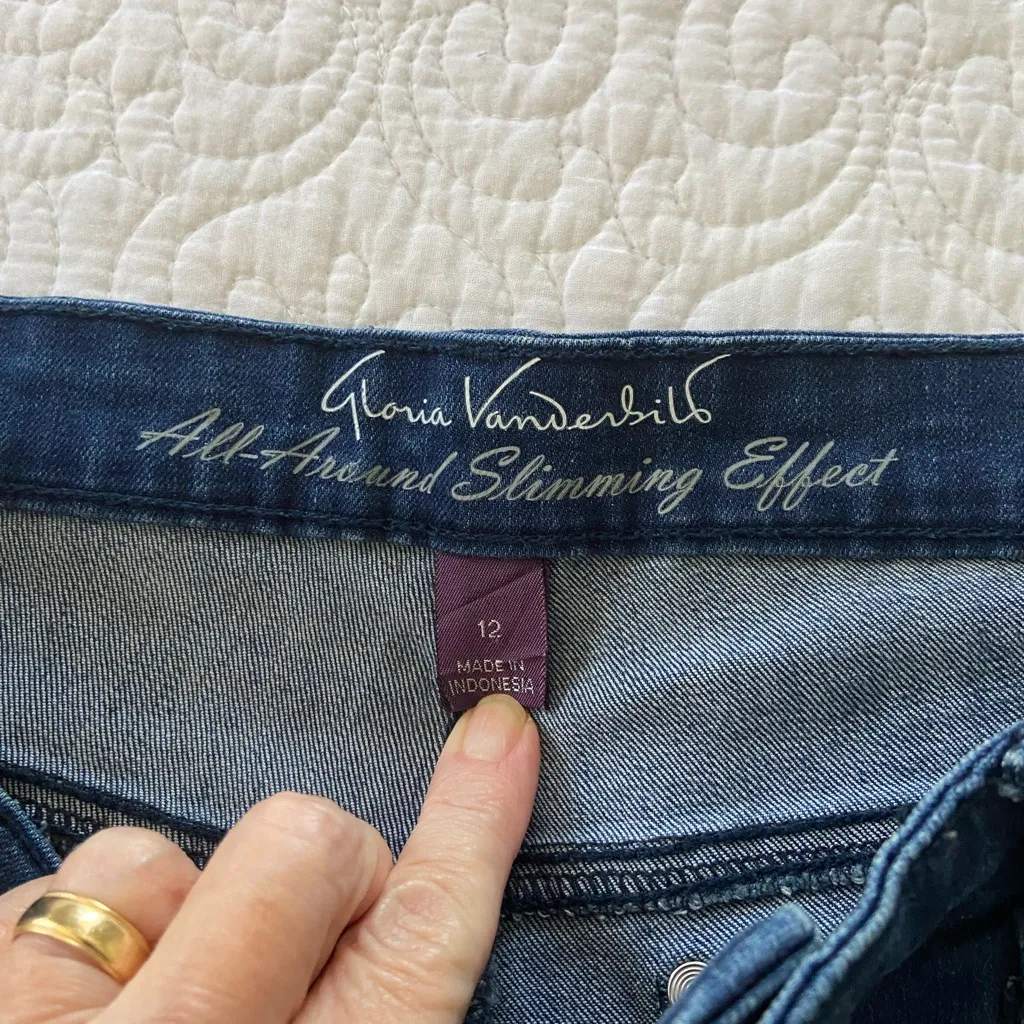 Gloria Vanderbilt
All-Around Slimming Effect
12
MADE IN
INDONESIA